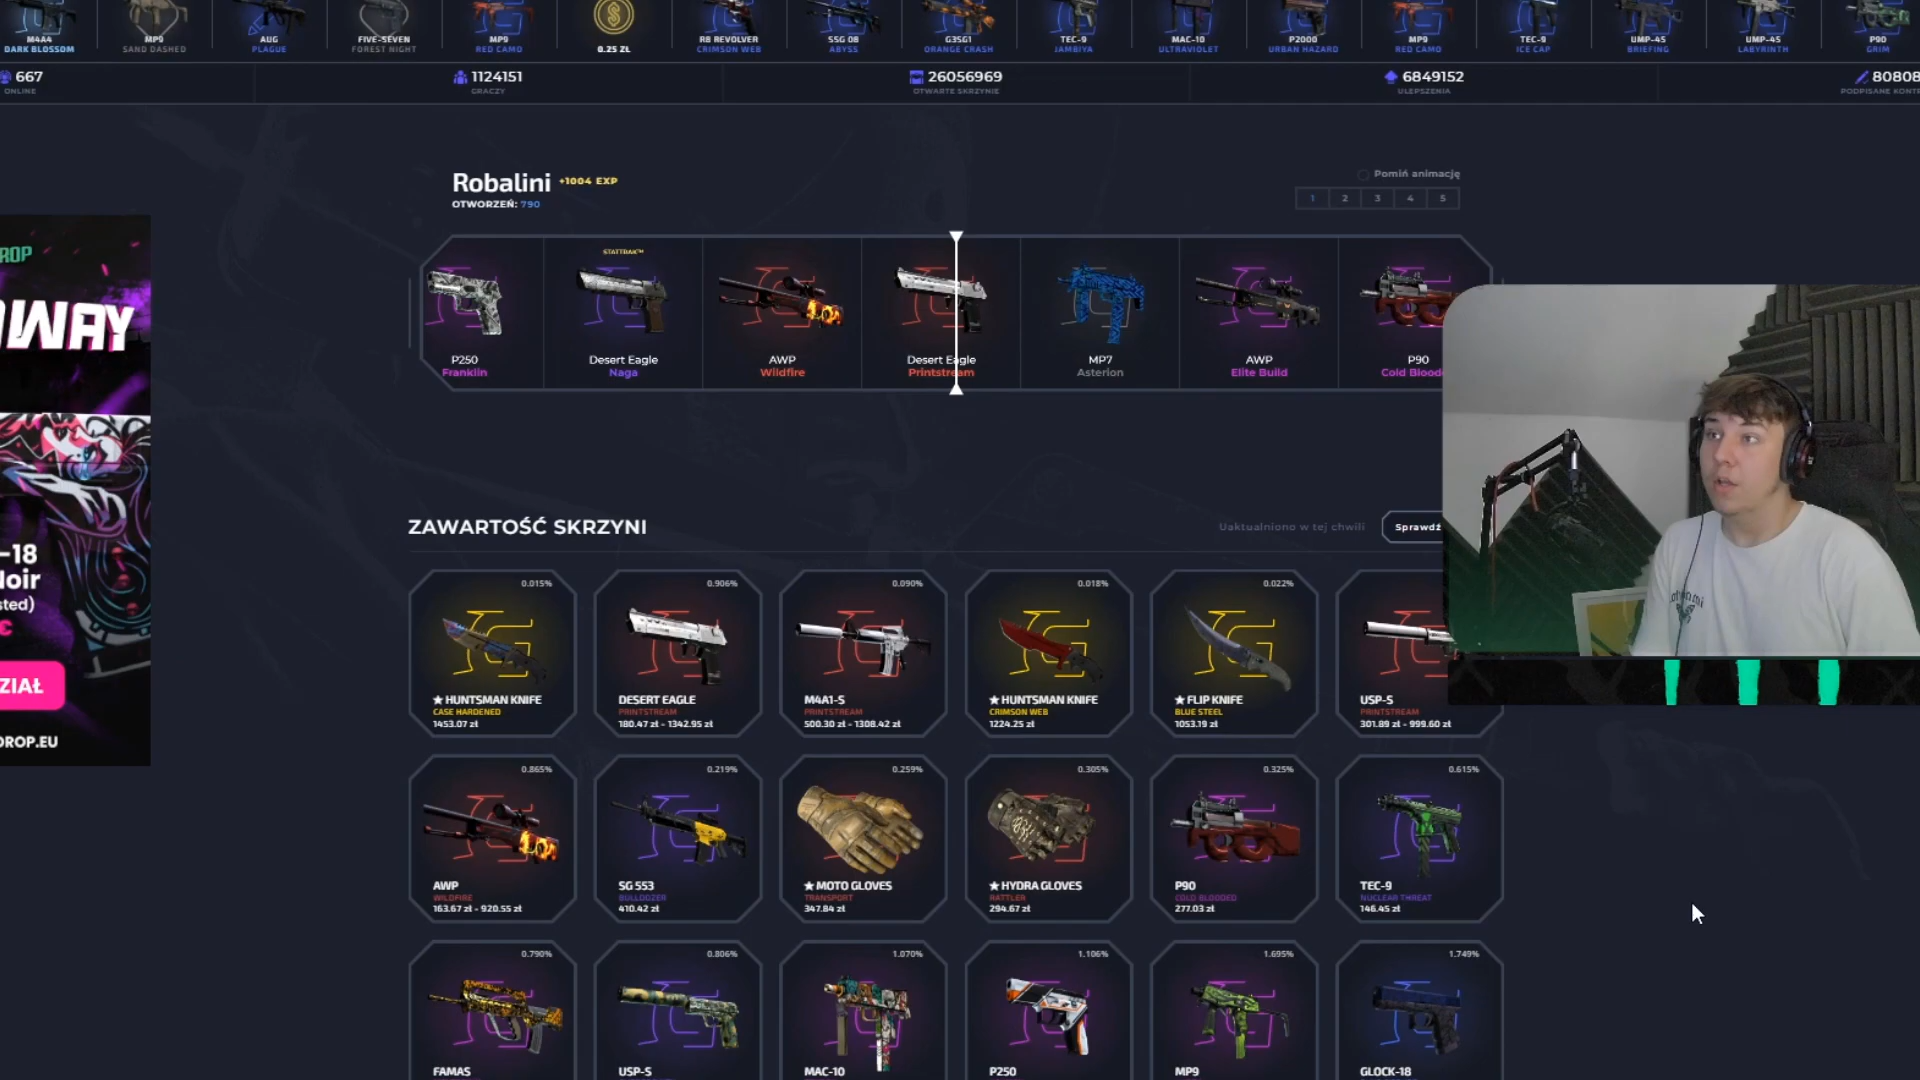 M4A4
DARK BLOSSOM
MP9
SAND DASHED
AUG
PLAGUE
FIVE-SEVEN
FOREST NIGHT
MP9
RED CAMO
0.25 ZŁ
R8 REVOLVER
CRIMSON WEB
SSG 08
ABYSS
G3SG1
ORANGE CRASH
TEC-9
JAMBIYA
MAC-10
ULTRAVIOLET
P2000
URBAN HAZARD
MP9
RED CAMO
TEC-9
ICE CAP
UMP-45
BRIEFING
UMP-45
LABYRINTH
P90
GRIM
667
ONLINE
1124151
GRACZY
26056969
OTWARTE SKRZYNIE
6849152
ULEPSZENIA
80808
PODPISANE KONT
Robalini +1004 EXP
OTWORZEŃ: 790
Pomiń animację
1 2 3 4 5
P250
Franklin
STATTRAK™
Desert Eagle
Naga
AWP
Wildfire
Desert Eagle
Printstream
MP7
Asterion
AWP
Elite Build
P90
Cold Blood
ROP
WAY
-18
loir
sted)
€
ZIAŁ
DROP.EU
ZAWARTOŚĆ SKRZYNI
Uaktualniono w tej chwili
Sprawdź
0.015%
★ HUNTSMAN KNIFE
CASE HARDENED
1453.07 zł
0.906%
DESERT EAGLE
PRINTSTREAM
180.47 zł - 1342.95 zł
0.090%
M4A1-S
PRINTSTREAM
500.30 zł - 1308.42 zł
0.018%
★ HUNTSMAN KNIFE
CRIMSON WEB
1224.25 zł
0.022%
★ FLIP KNIFE
BLUE STEEL
1053.19 zł
USP-S
PRINTSTREAM
301.89 zł - 999.60 zł
0.865%
AWP
WILDFIRE
163.67 zł - 920.55 zł
0.219%
SG 553
BULLDOZER
410.42 zł
0.259%
★ MOTO GLOVES
TRANSPORT
347.84 zł
0.305%
★ HYDRA GLOVES
RATTLER
294.67 zł
0.325%
P90
COLD BLOODED
277.03 zł
0.615%
TEC-9
NUCLEAR THREAT
146.45 zł
0.790%
FAMAS
0.806%
USP-S
1.070%
MAC-10
1.106%
P250
1.695%
MP9
1.749%
GLOCK-18